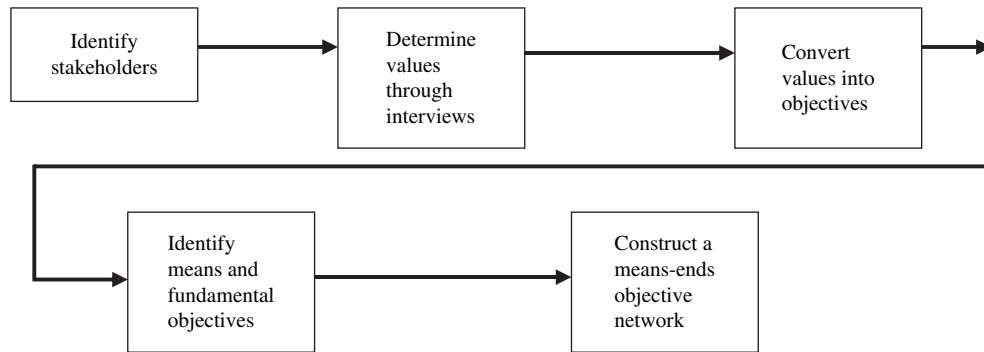 Identify
stakeholders
Determine
values
through
interviews
Convert
values into
objectives
Identify
means and
fundamental
objectives
Construct a
means-ends
objective
network